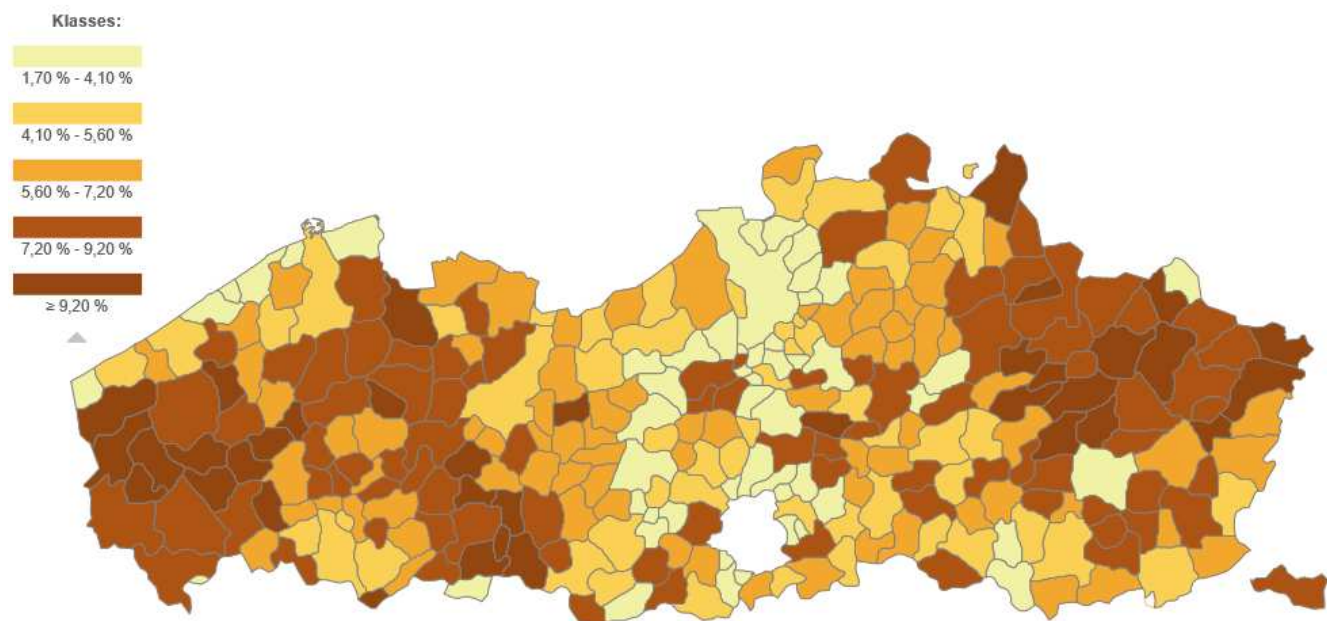 Klasses:
1,70 % - 4,10 %
4,10 % - 5,60 %
5,60 % - 7,20 %
7,20 % - 9,20 %
≥ 9,20 %